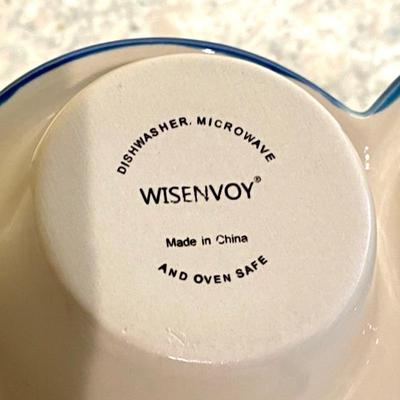 DISHWASHER. MICROWAVE
WISENVOY®
Made in China
AND OVEN SAFE